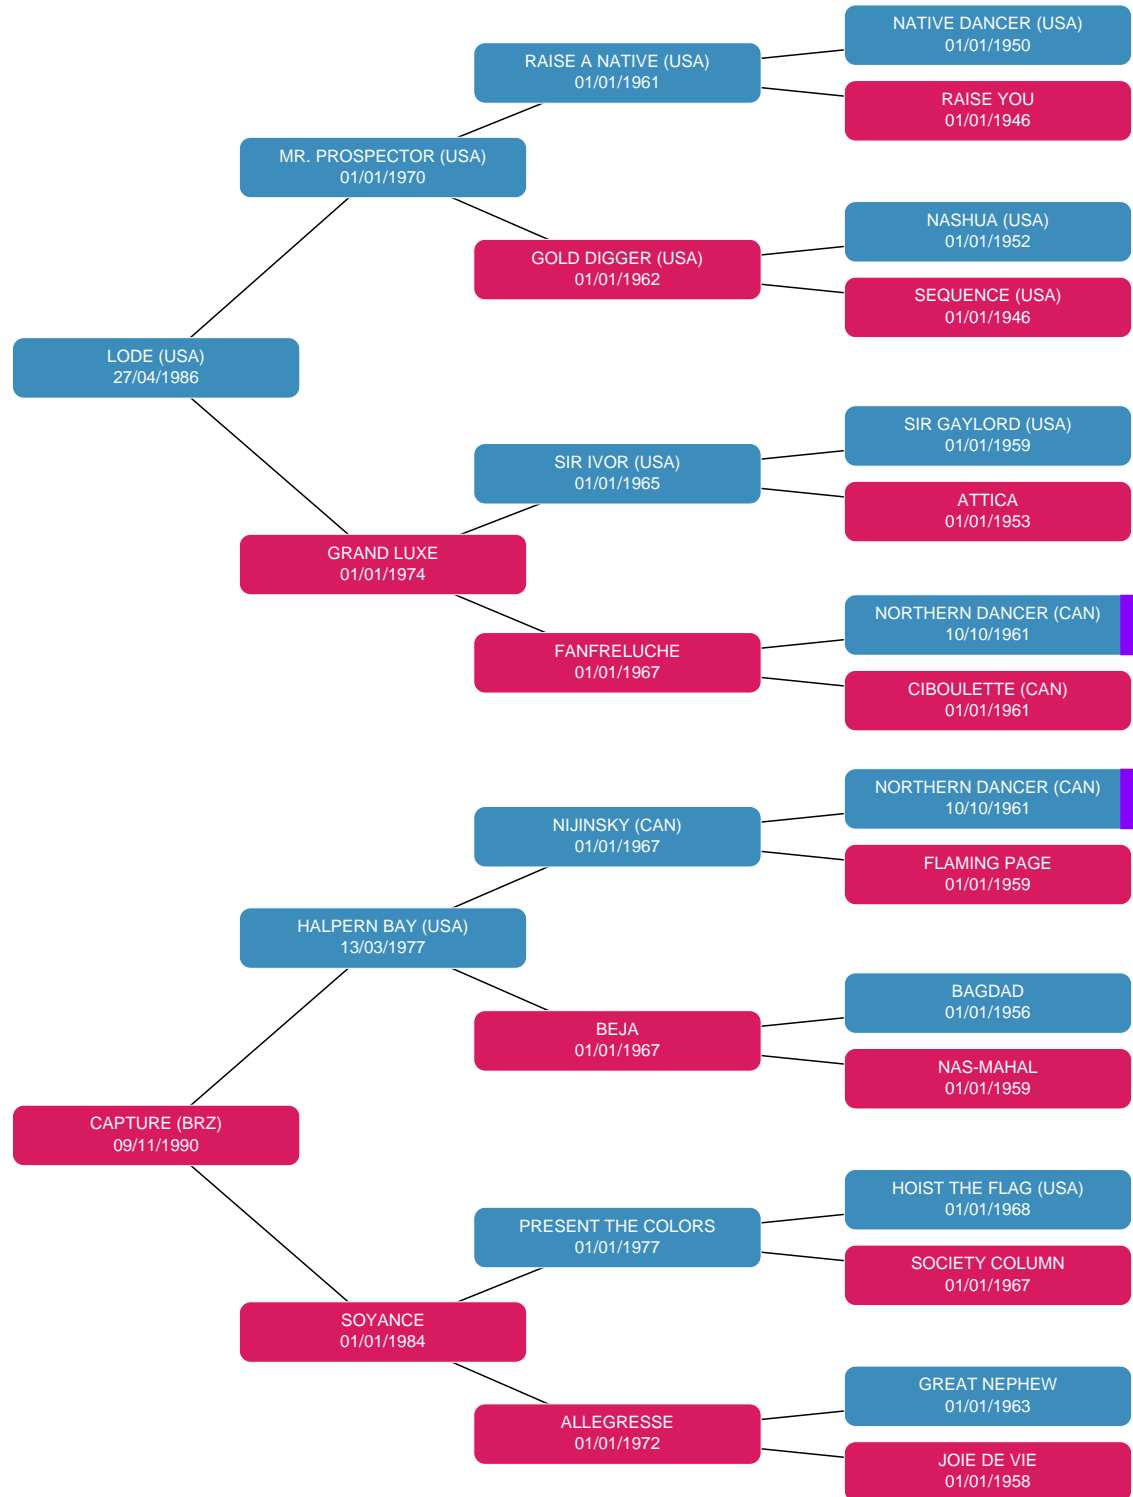 NATIVE DANCER (USA)
01/01/1950
RAISE A NATIVE (USA)
01/01/1961
RAISE YOU
01/01/1946
MR. PROSPECTOR (USA)
01/01/1970
NASHUA (USA)
01/01/1952
GOLD DIGGER (USA)
01/01/1962
SEQUENCE (USA)
01/01/1946
LODE (USA)
27/04/1986
SIR GAYLORD (USA)
01/01/1959
SIR IVOR (USA)
01/01/1965
ATTICA
01/01/1953
GRAND LUXE
01/01/1974
NORTHERN DANCER (CAN)
10/10/1961
FANFRELUCHE
01/01/1967
CIBOULETTE (CAN)
01/01/1961
NORTHERN DANCER (CAN)
10/10/1961
NIJINSKY (CAN)
01/01/1967
FLAMING PAGE
01/01/1959
HALPERN BAY (USA)
13/03/1977
BAGDAD
01/01/1956
BEJA
01/01/1967
NAS-MAHAL
01/01/1959
CAPTURE (BRZ)
09/11/1990
HOIST THE FLAG (USA)
01/01/1968
PRESENT THE COLORS
01/01/1977
SOCIETY COLUMN
01/01/1967
SOYANCE
01/01/1984
GREAT NEPHEW
01/01/1963
ALLEGRESSE
01/01/1972
JOIE DE VIE
01/01/1958